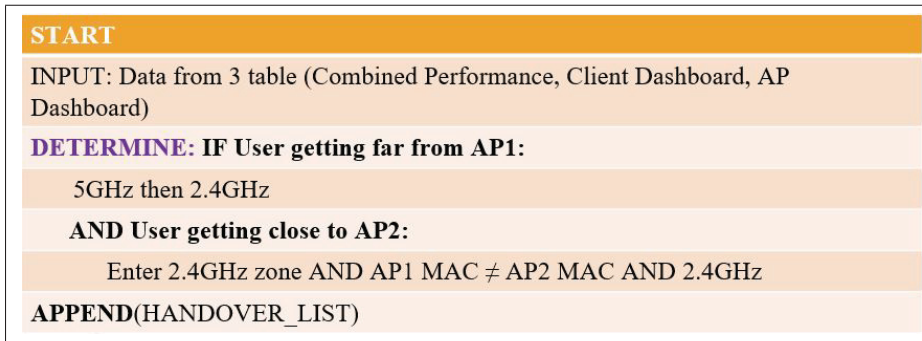 START
INPUT: Data from 3 table (Combined Performance, Client Dashboard, AP
Dashboard)
DETERMINE: IF User getting far from AP1:
5GHz then 2.4GHz
AND User getting close to AP2:
Enter 2.4GHz zone AND AP1 MAC ≠ AP2 MAC AND 2.4GHz
APPEND(HANDOVER_LIST)